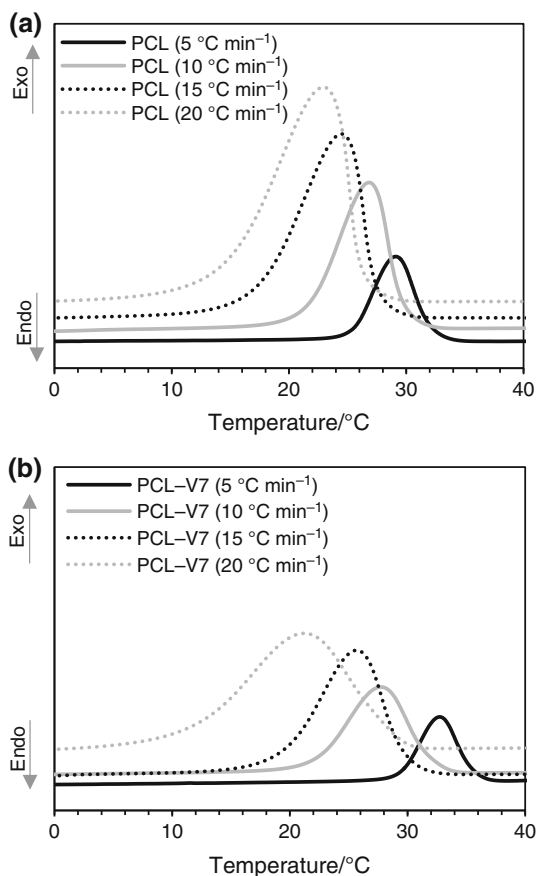 (a)
PCL (5 °C min⁻¹)
PCL (10 °C min⁻¹)
PCL (15 °C min⁻¹)
PCL (20 °C min⁻¹)
Exo
Endo
0 10 20 30 40
Temperature/°C
(b)
PCL–V7 (5 °C min⁻¹)
PCL–V7 (10 °C min⁻¹)
PCL–V7 (15 °C min⁻¹)
PCL–V7 (20 °C min⁻¹)
Exo
Endo
0 10 20 30 40
Temperature/°C